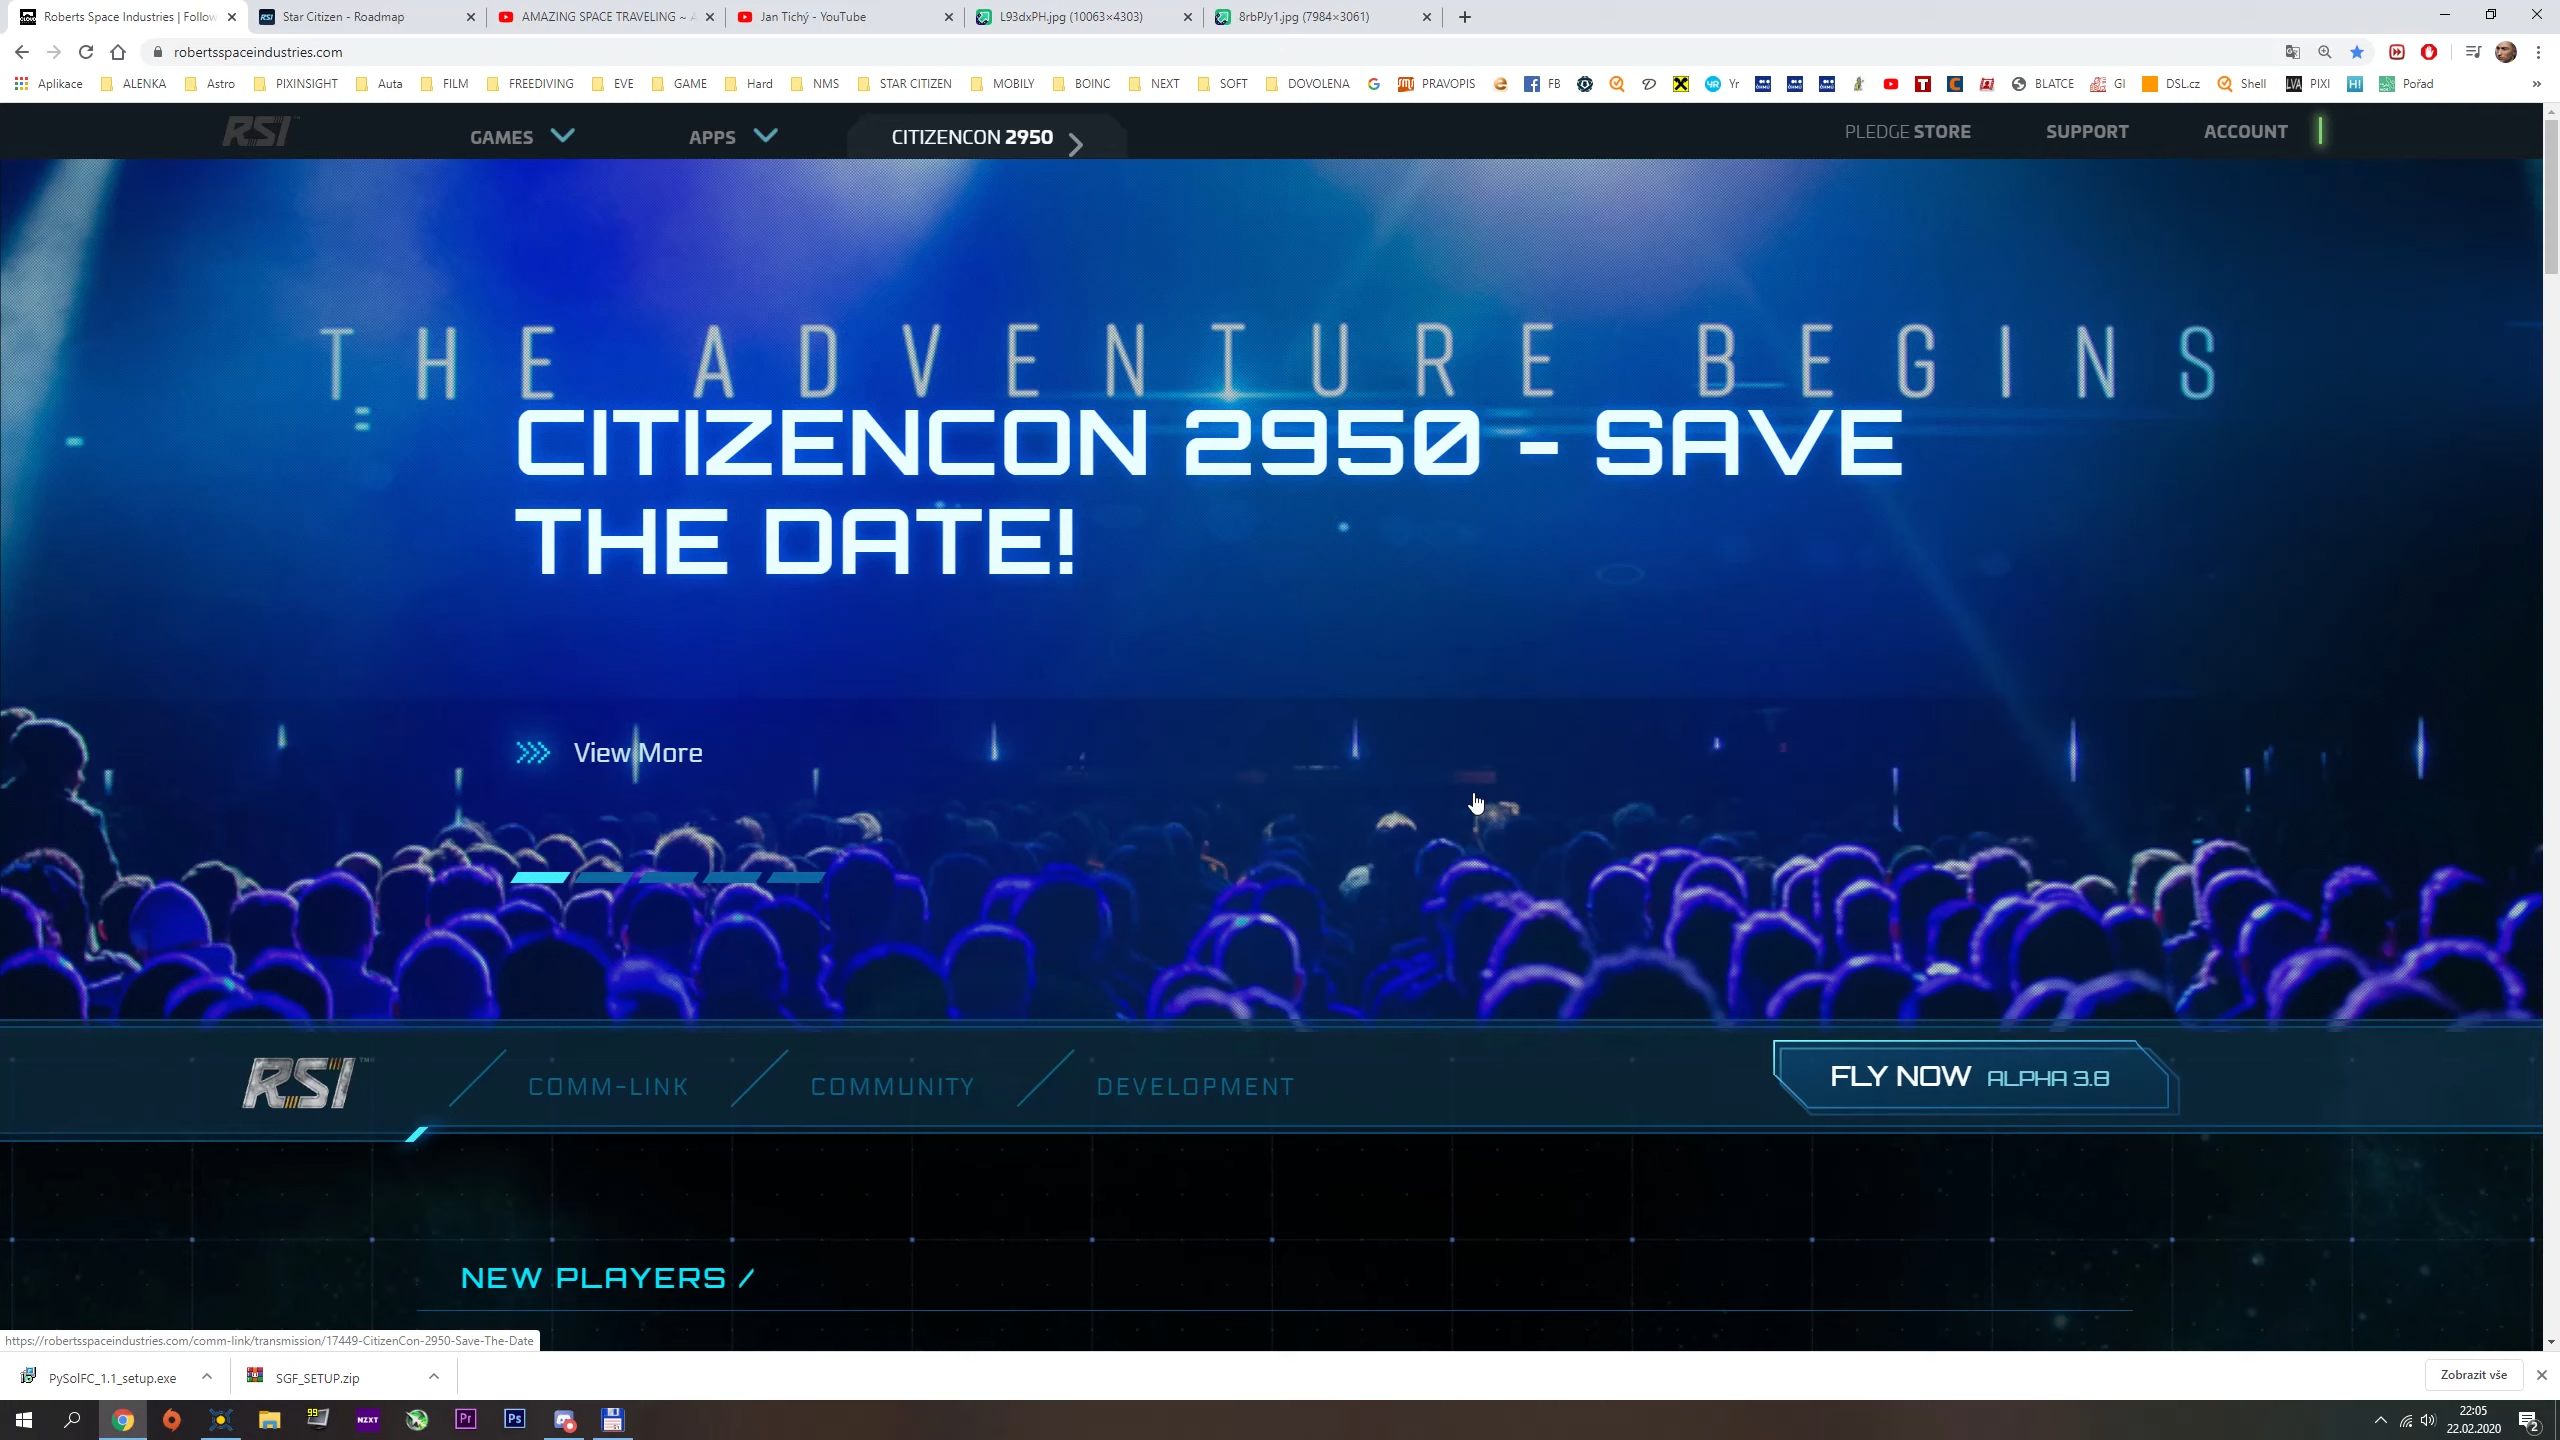 Roberts Space Industries | Follow
Star Citizen - Roadmap
AMAZING SPACE TRAVELING ~ A
Jan Tichý - YouTube
L93dxPH.jpg (10063×4303)
8rbPJy1.jpg (7984×3061)
robertsspaceindustries.com
Aplikace ALENKA Astro PIXINSIGHT Auta FILM FREEDIVING EVE GAME Hard NMS STAR CITIZEN MOBILY BOINC NEXT SOFT DOVOLENA PRAVOPIS FB Yr BLATCE GI DSL.cz Shell PIXI Pořad
RSI GAMES APPS CITIZENCON 2950 PLEDGE STORE SUPPORT ACCOUNT
THE ADVENTURE BEGINS
CITIZENCON 2950 - SAVE
THE DATE!
View More
RSI COMM-LINK COMMUNITY DEVELOPMENT FLY NOW ALPHA 3.8
NEW PLAYERS /
https://robertsspaceindustries.com/comm-link/transmission/17449-CitizenCon-2950-Save-The-Date
PySolFC_1.1_setup.exe SGF_SETUP.zip Zobrazit vše
99 NZXT Pr Ps
22:05
22.02.2020
2